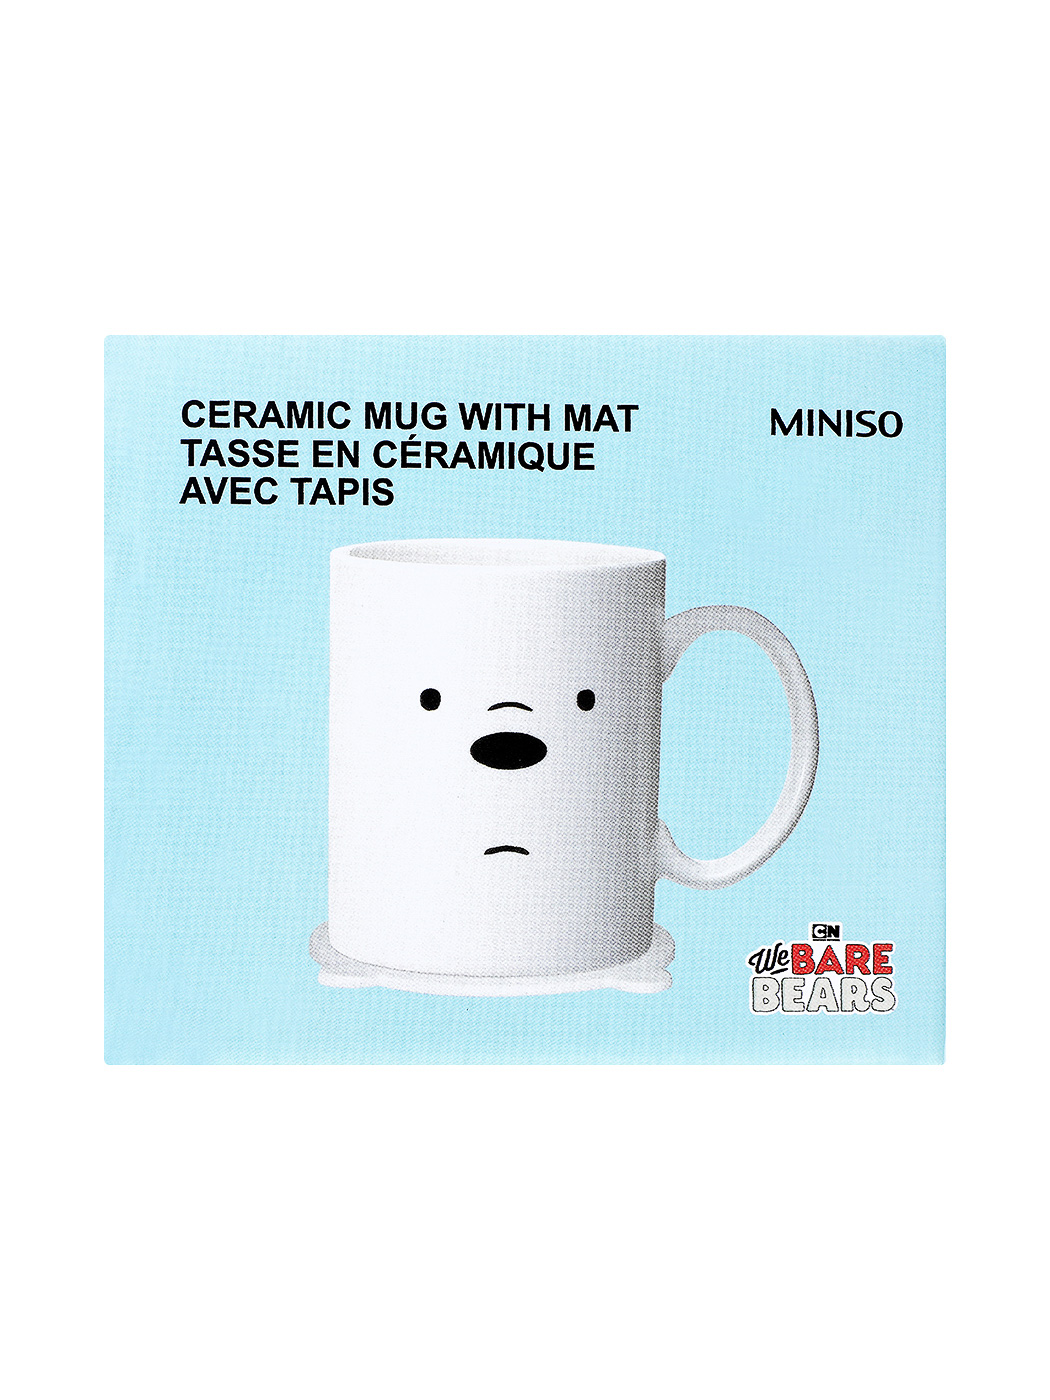 CERAMIC MUG WITH MAT
TASSE EN CÉRAMIQUE
AVEC TAPIS
MINISO
CN
We BARE
BEARS